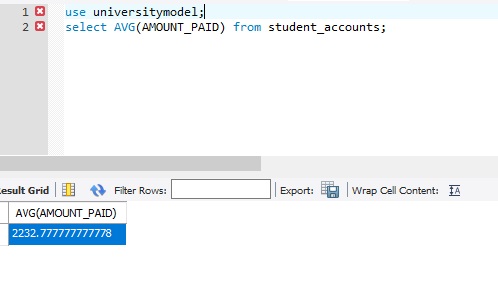 1 use universitymodel;
2 select AVG(AMOUNT_PAID) from student_accounts;
esult Grid Filter Rows: Export: Wrap Cell Content: IA
AVG(AMOUNT_PAID)
2232.777777777778